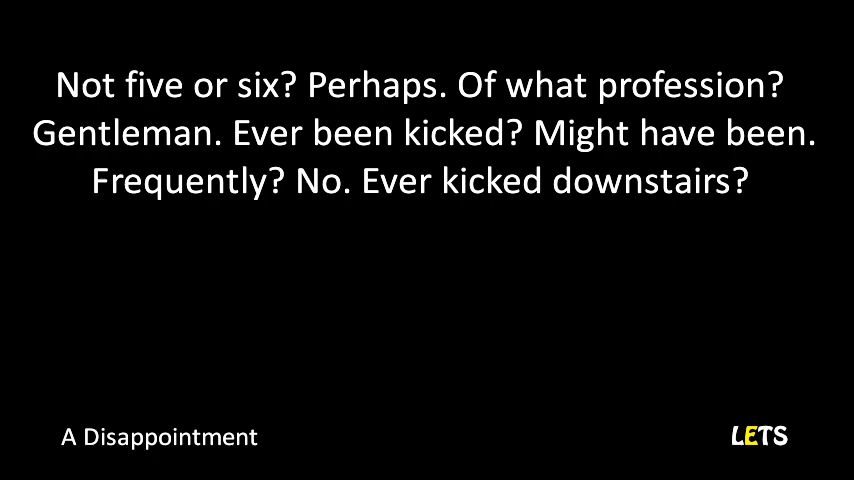 Not five or six? Perhaps. Of what profession?
Gentleman. Ever been kicked? Might have been.
Frequently? No. Ever kicked downstairs?
A Disappointment
LETS